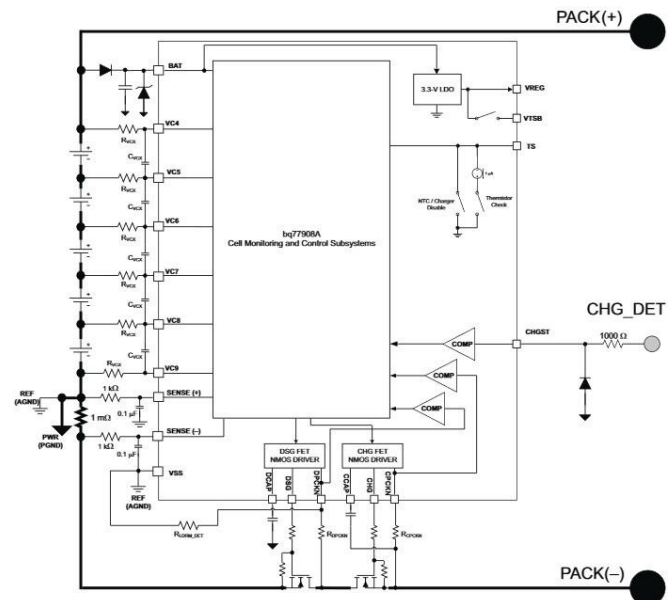 PACK(+)
BAT
3.3-V LDO
VREG
VTSB
TS
VC4
RVCX
CVCX
VC5
RVCX
CVCX
1 uA
NTC / Charger
Disable
Thermistor
Check
VC6
RVCX
CVCX
bq77908A
Cell Monitoring and Control Subsystems
VC7
RVCX
CVCX
VC8
RVCX
CVCX
CHG_DET
CHGST
1000 Ω
COMP
VC9
RVCX
COMP
REF
(AGND)
1 kΩ
SENSE (+)
0.1 µF
COMP
1 mΩ
PWR
(PGND)
SENSE (–)
1 kΩ
0.1 µF
DSG FET
NMOS DRIVER
CHG FET
NMOS DRIVER
VSS
REF
(AGND)
DCAP
DSG
DPCKN
CCAP
CHG
CPCKN
RLDRM_DET
RDPCKN
RCPCKN
PACK(–)